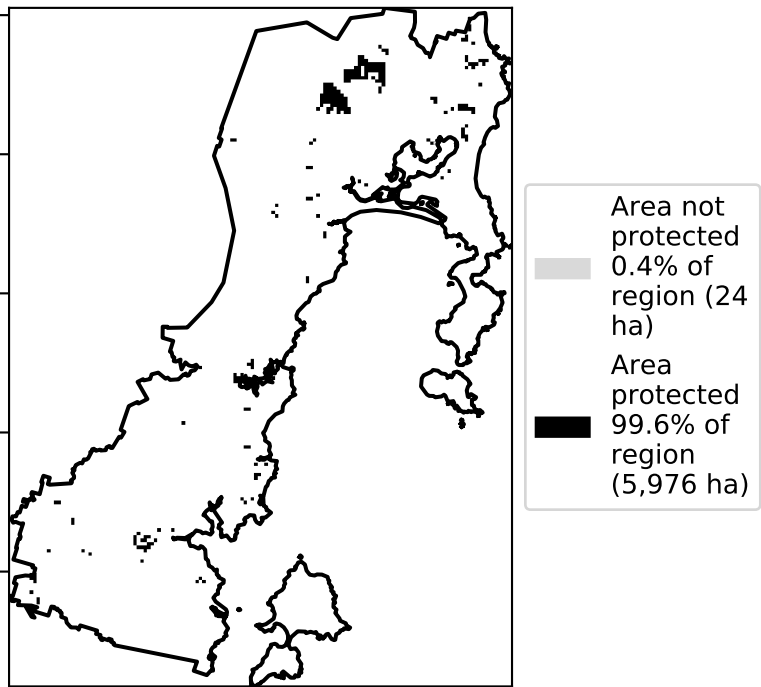 Area not
protected
0.4% of
region (24
ha)
Area
protected
99.6% of
region
(5,976 ha)